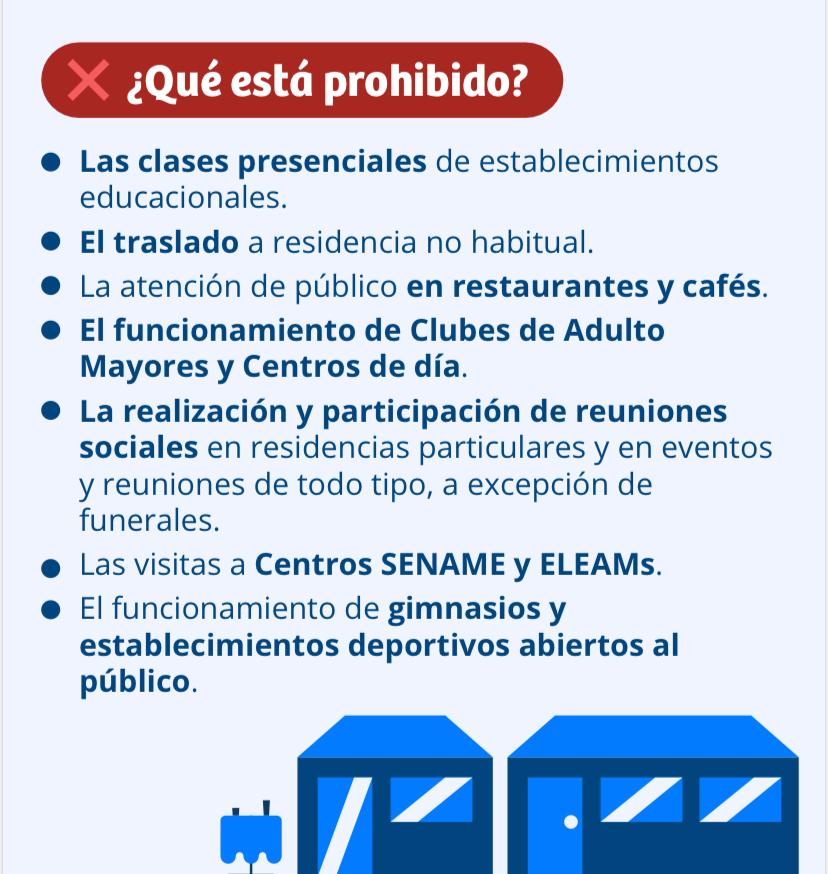 ¿Qué está prohibido?
Las clases presenciales de establecimientos
educacionales.
El traslado a residencia no habitual.
La atención de público en restaurantes y cafés.
El funcionamiento de Clubes de Adulto
Mayores y Centros de día.
La realización y participación de reuniones
sociales en residencias particulares y en eventos
y reuniones de todo tipo, a excepción de
funerales.
Las visitas a Centros SENAME y ELEAMs.
El funcionamiento de gimnasios y
establecimientos deportivos abiertos al
público.